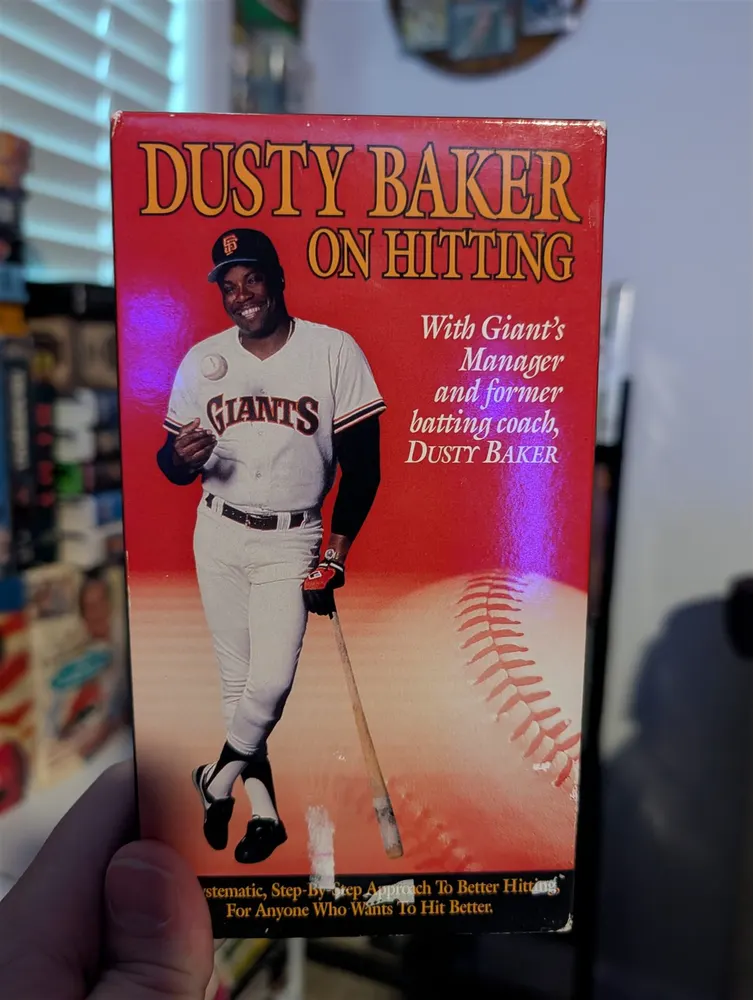 DUSTY BAKER
ON HITTING
With Giant's
Manager
and former
batting coach,
DUSTY BAKER
SF
GIANTS
ystematic, Step-By-Step Approach To Better Hitting,
For Anyone Who Wants To Hit Better.